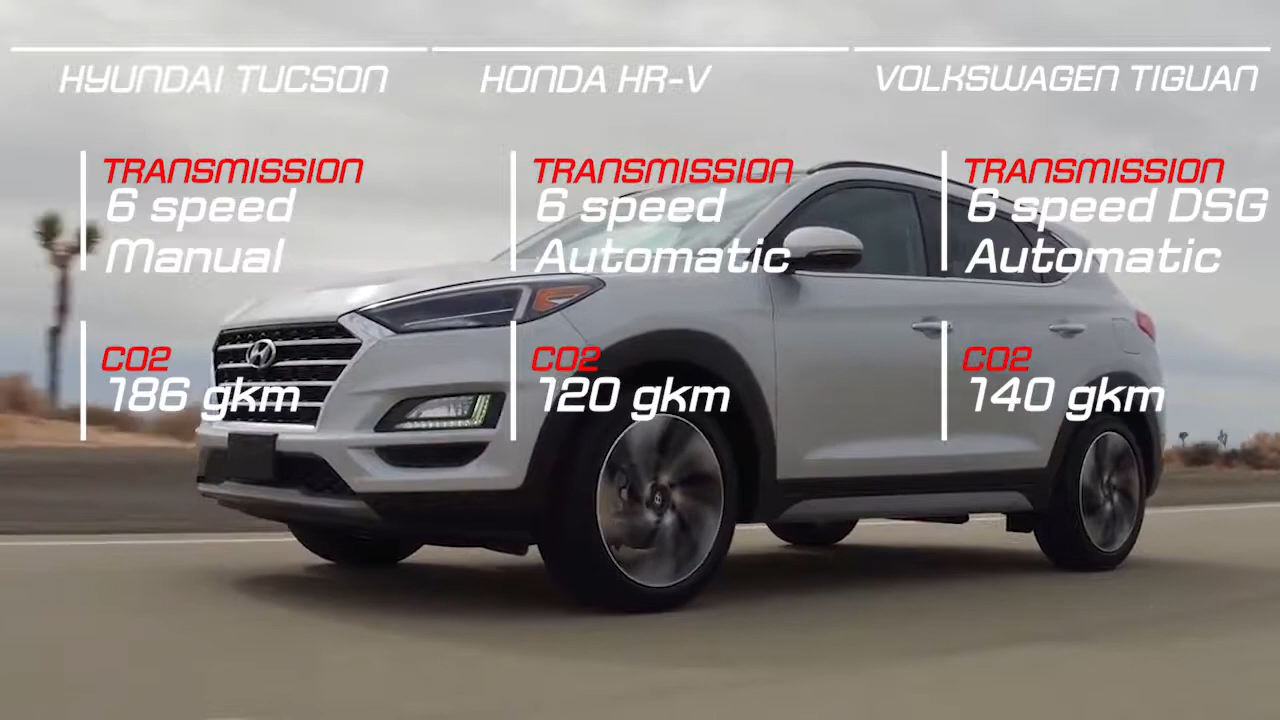 HYUNDAI TUCSON
HONDA HR-V
VOLKSWAGEN TIGUAN
TRANSMISSION
6 speed
Manual
TRANSMISSION
6 speed
Automatic
TRANSMISSION
6 speed DSG
Automatic
CO2
186 gkm
CO2
120 gkm
CO2
140 gkm